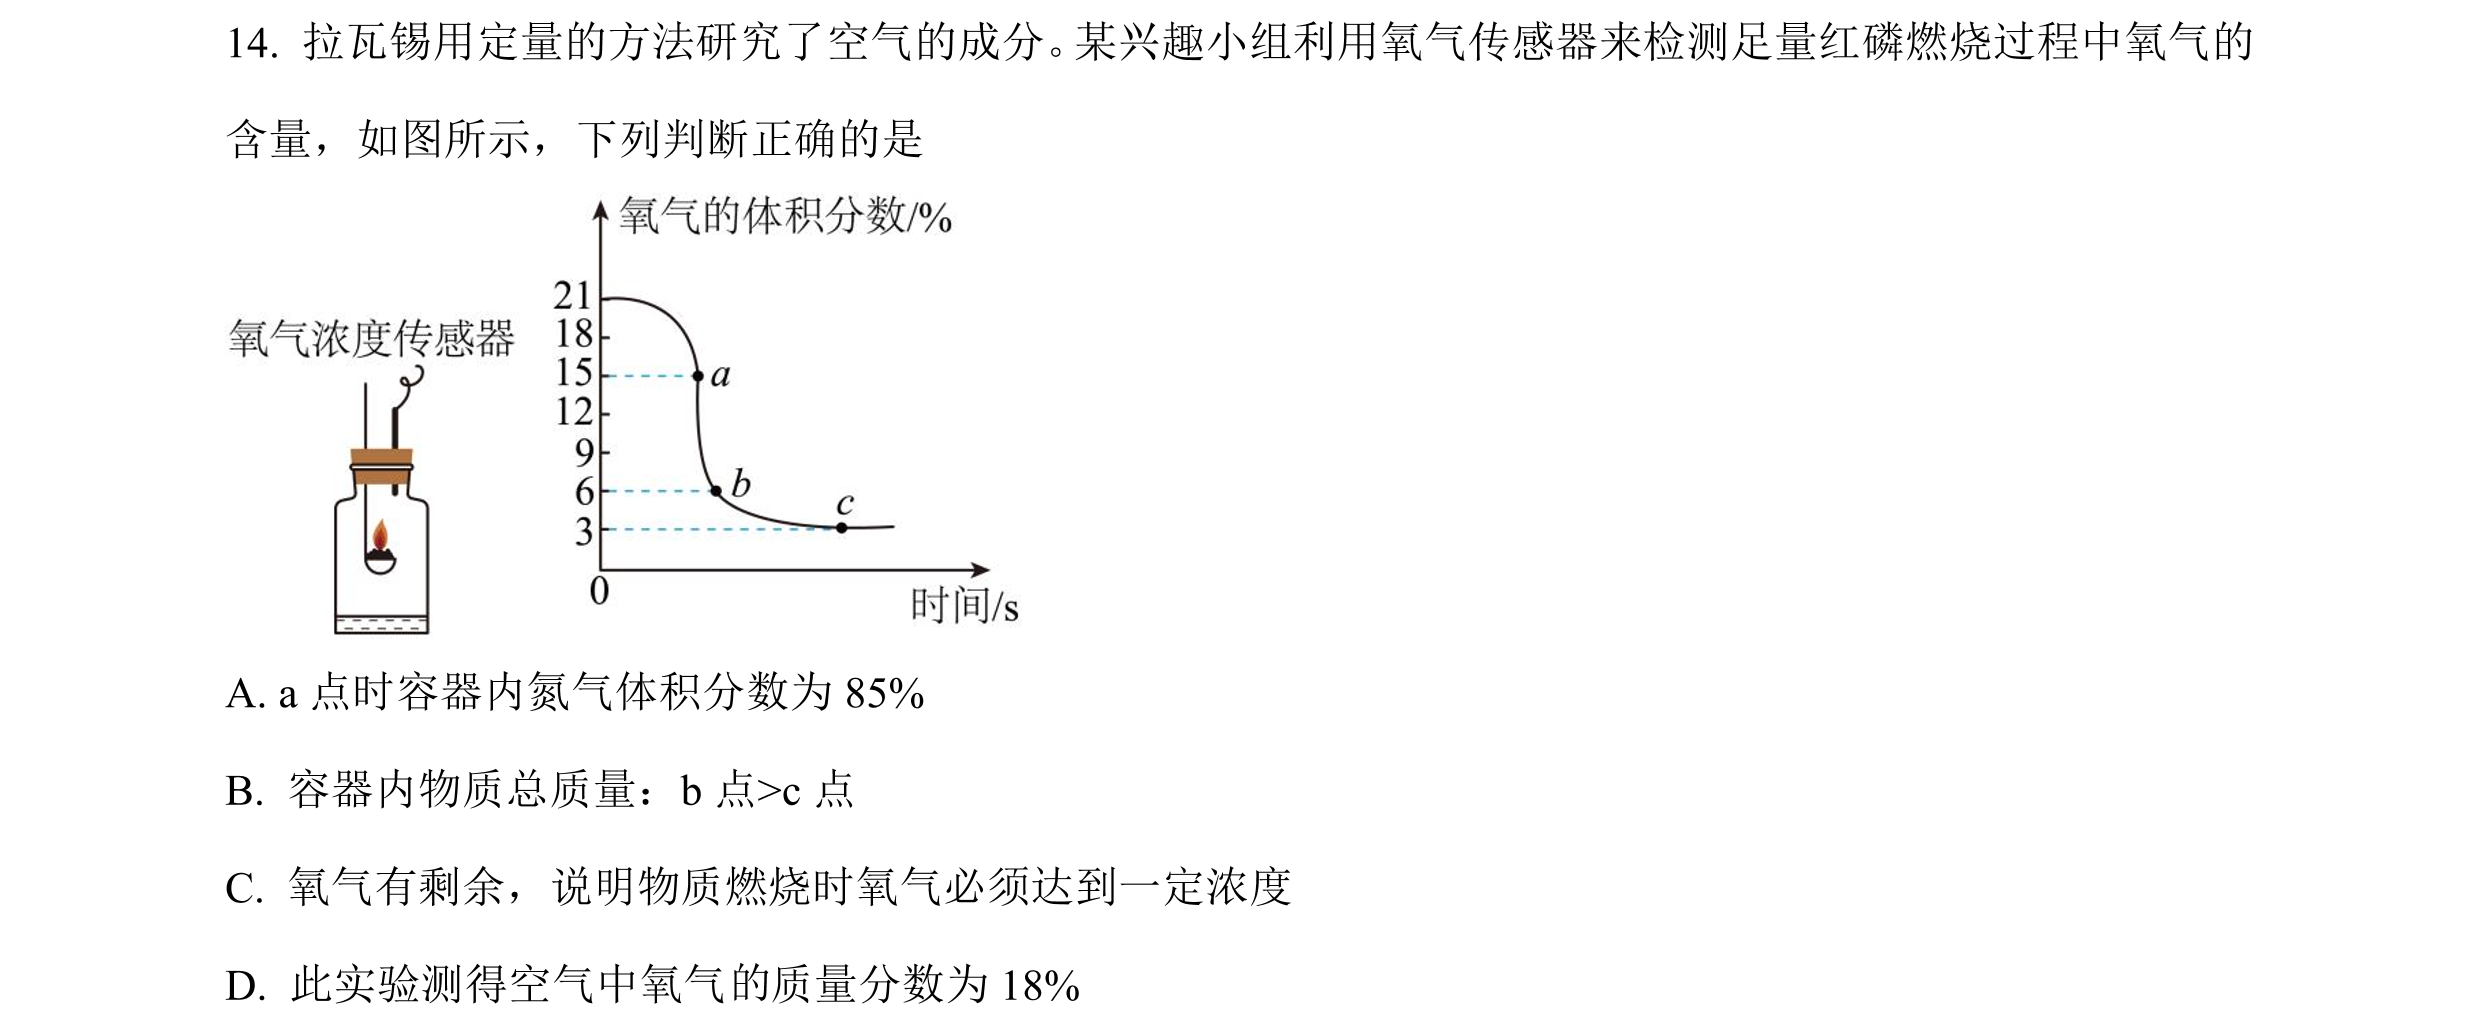 14. 拉瓦锡用定量的方法研究了空气的成分。某兴趣小组利用氧气传感器来检测足量红磷燃烧过程中氧气的
含量，如图所示，下列判断正确的是
氧气浓度传感器
氧气的体积分数/%
21
18
15
12
9
6
3
0
a
b
c
时间/s
A. a 点时容器内氮气体积分数为 85%
B. 容器内物质总质量：b 点>c 点
C. 氧气有剩余，说明物质燃烧时氧气必须达到一定浓度
D. 此实验测得空气中氧气的质量分数为 18%